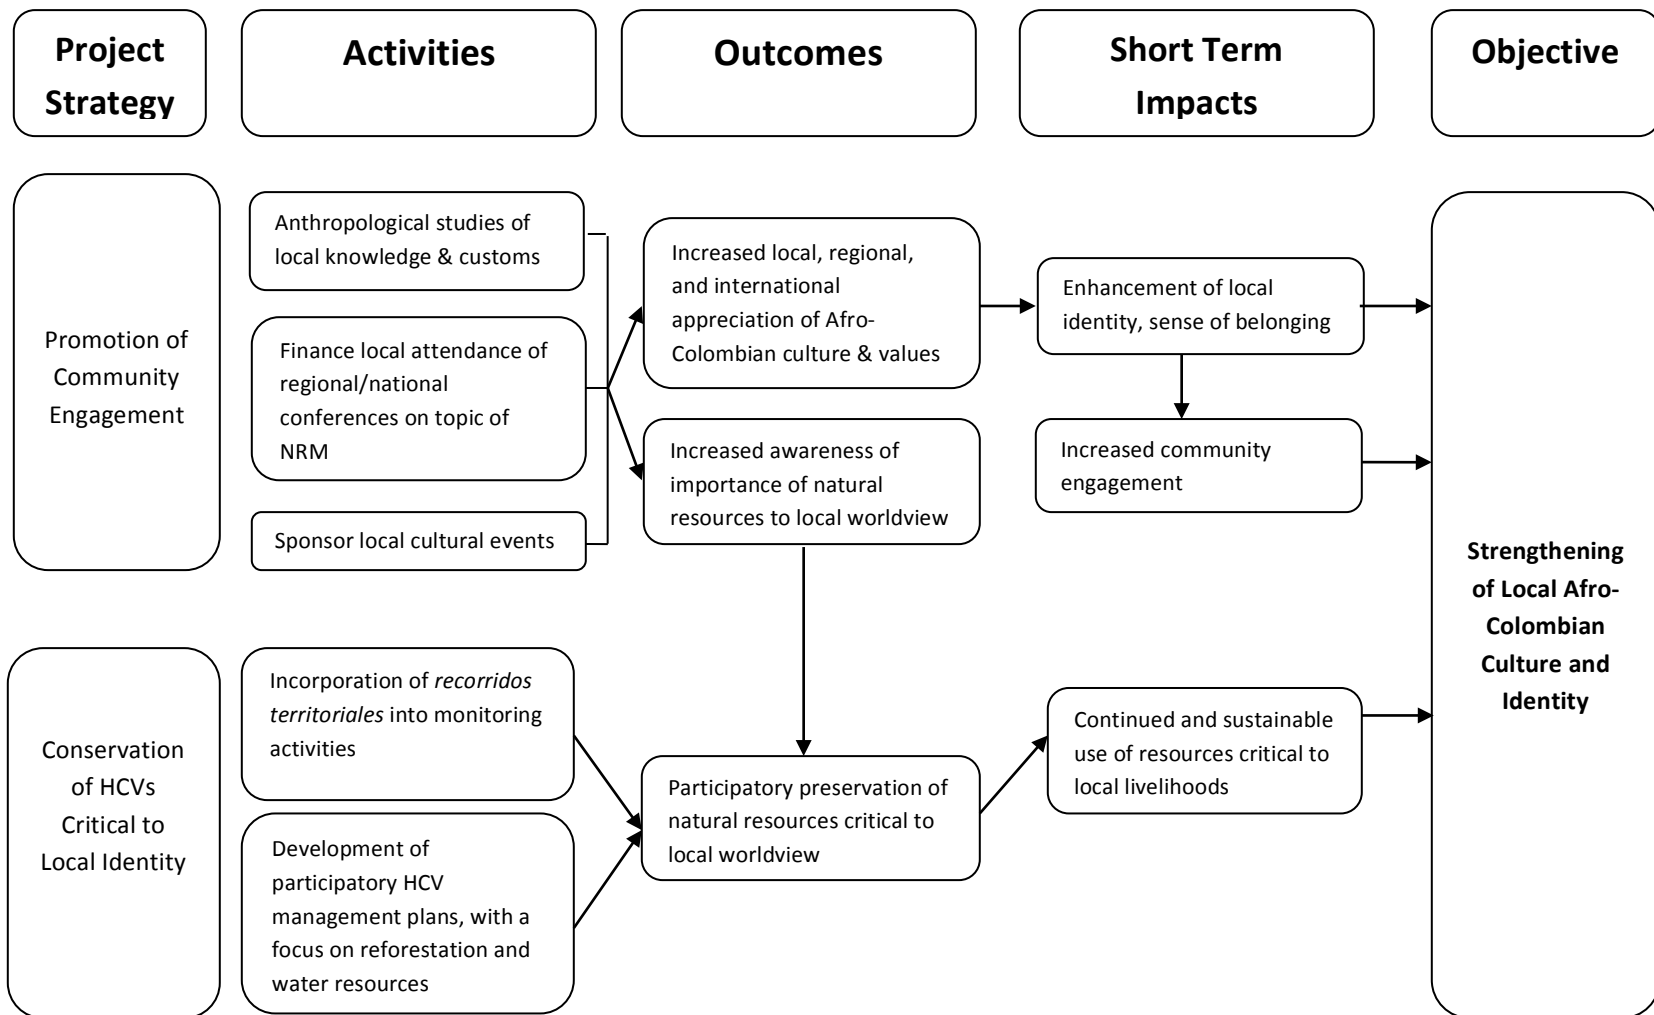 Project
Strategy
Activities
Outcomes
Short Term
Impacts
Objective
Promotion of
Community
Engagement
Anthropological studies of
local knowledge & customs
Finance local attendance of
regional/national
conferences on topic of
NRM
Sponsor local cultural events
Increased local, regional,
and international
appreciation of Afro-
Colombian culture & values
Increased awareness of
importance of natural
resources to local worldview
Enhancement of local
identity, sense of belonging
Increased community
engagement
Strengthening
of Local Afro-
Colombian
Culture and
Identity
Conservation
of HCVs
Critical to
Local Identity
Incorporation of recorridos
territoriales into monitoring
activities
Development of
participatory HCV
management plans, with a
focus on reforestation and
water resources
Participatory preservation of
natural resources critical to
local worldview
Continued and sustainable
use of resources critical to
local livelihoods